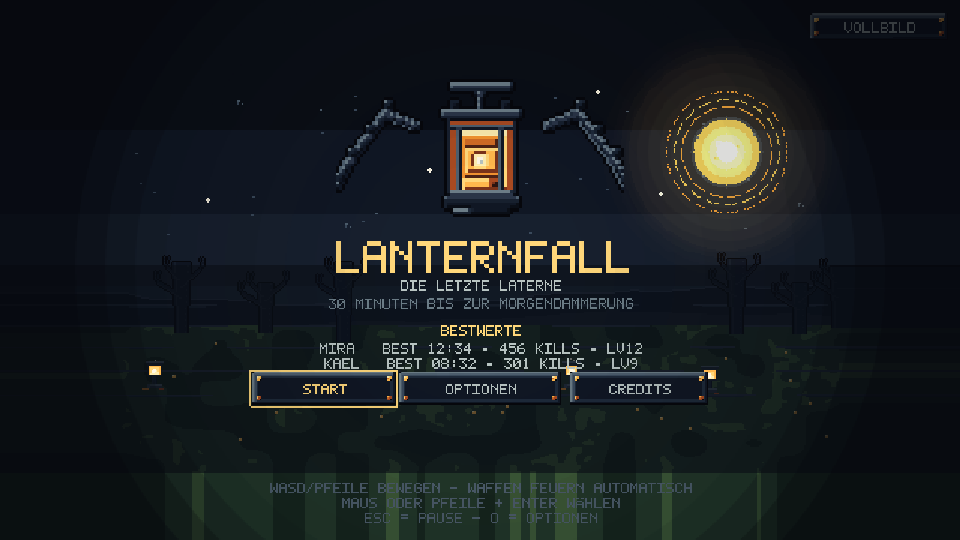 VOLLBILD
LANTERNFALL
DIE LETZTE LATERNE
30 MINUTEN BIS ZUR MORGENDAMMERUNG
BESTWERTE
MIRA BEST 12:34 - 456 KILLS - LV12
KAEL BEST 08:32 - 301 KILLS - LV9
START OPTIONEN CREDITS
WASD/PFEILE BEWEGEN - WAFFEN FEUERN AUTOMATISCH
MAUS ODER PFEILE + ENTER WÄHLEN
ESC = PAUSE - O = OPTIONEN